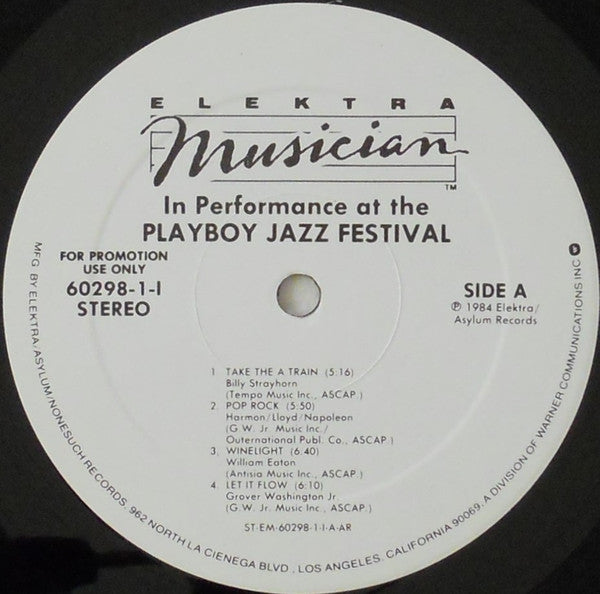 ELEKTRA
Musician
TM
In Performance at the
PLAYBOY JAZZ FESTIVAL
FOR PROMOTION
USE ONLY
60298-1-I
STEREO
SIDE A
℗ 1984 Elektra/
Asylum Records
1. TAKE THE A TRAIN (5:16)
Billy Strayhorn
(Tempo Music Inc., ASCAP.)
2. POP ROCK (5:50)
Harmon/Lloyd/Napoleon
(G.W. Jr. Music Inc./
Outernational Publ. Co., ASCAP.)
3. WINELIGHT (6:40)
William Eaton
(Antisia Music Inc., ASCAP.)
4. LET IT FLOW (6:10)
Grover Washington Jr.
(G.W. Jr. Music Inc., ASCAP.)
ST-EM-60298-1-1-A-AR
MFG. BY ELEKTRA/ASYLUM/NONESUCH RECORDS, 962 NORTH LA CIENEGA BLVD., LOS ANGELES, CALIFORNIA 90069. A DIVISION OF WARNER COMMUNICATIONS INC.